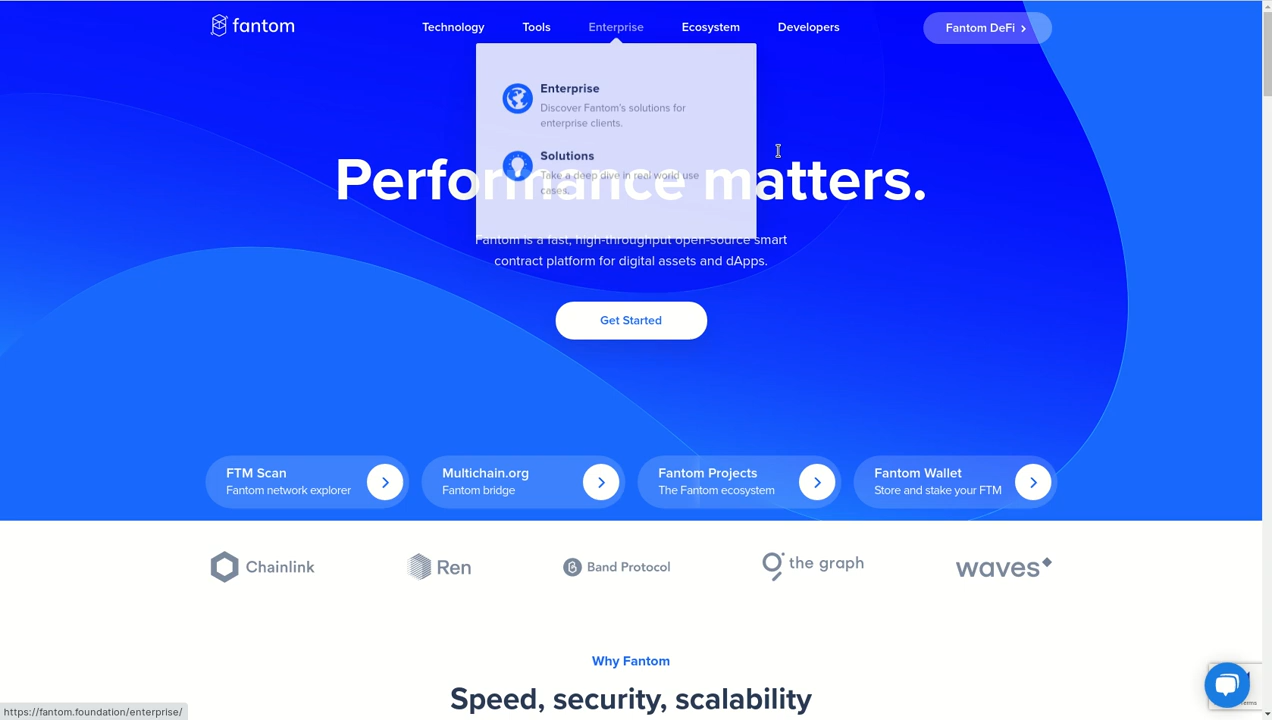 fantom
Technology
Tools
Enterprise
Ecosystem
Developers
Fantom DeFi
Enterprise
Discover Fantom's solutions for
enterprise clients.
Solutions
Take a deep dive in real world use
cases.
Performance matters.
Fantom is a fast, high-throughput open-source smart
contract platform for digital assets and dApps.
Get Started
FTM Scan
Fantom network explorer
Multichain.org
Fantom bridge
Fantom Projects
The Fantom ecosystem
Fantom Wallet
Store and stake your FTM
Chainlink
Ren
Band Protocol
the graph
waves
Why Fantom
Speed, security, scalability
https://fantom.foundation/enterprise/
Terms